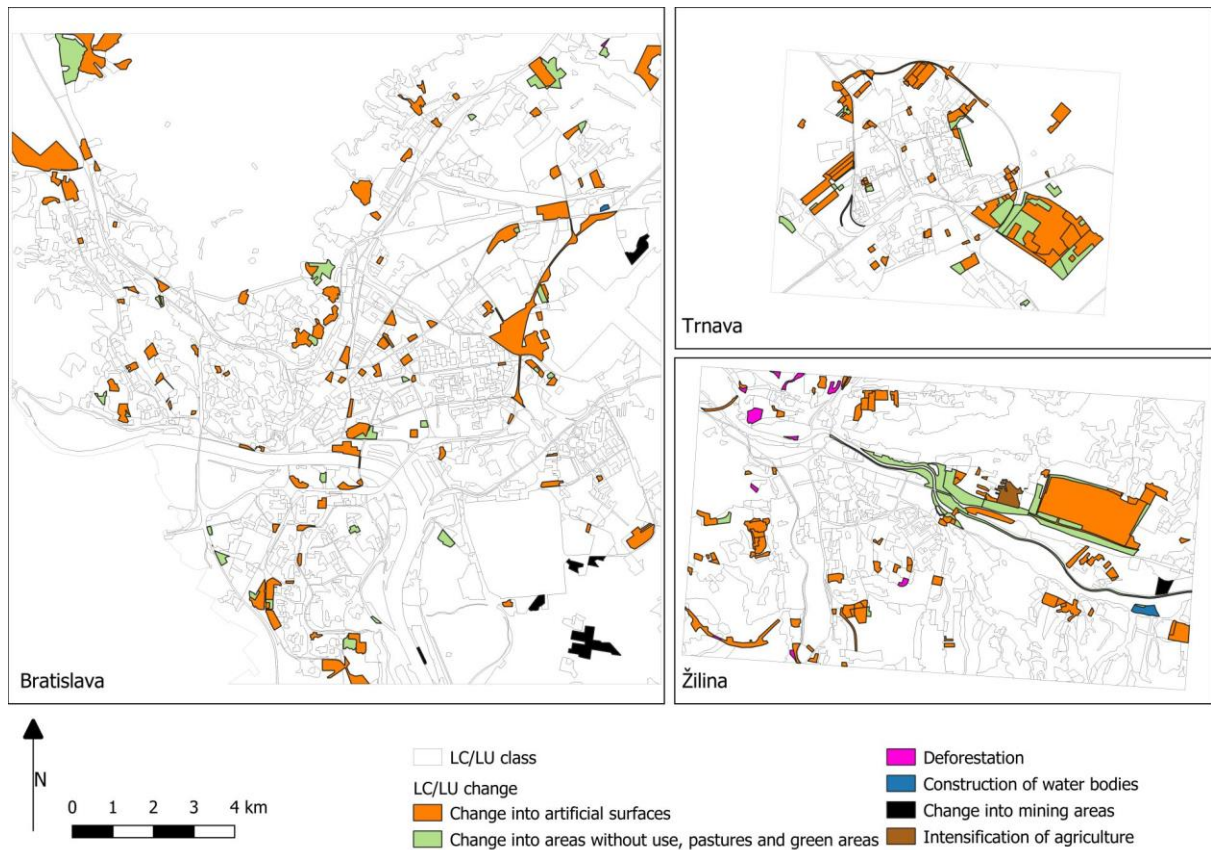 Bratislava
Trnava
Žilina
N
0 1 2 3 4 km
LC/LU class
LC/LU change
Change into artificial surfaces
Change into areas without use, pastures and green areas
Deforestation
Construction of water bodies
Change into mining areas
Intensification of agriculture